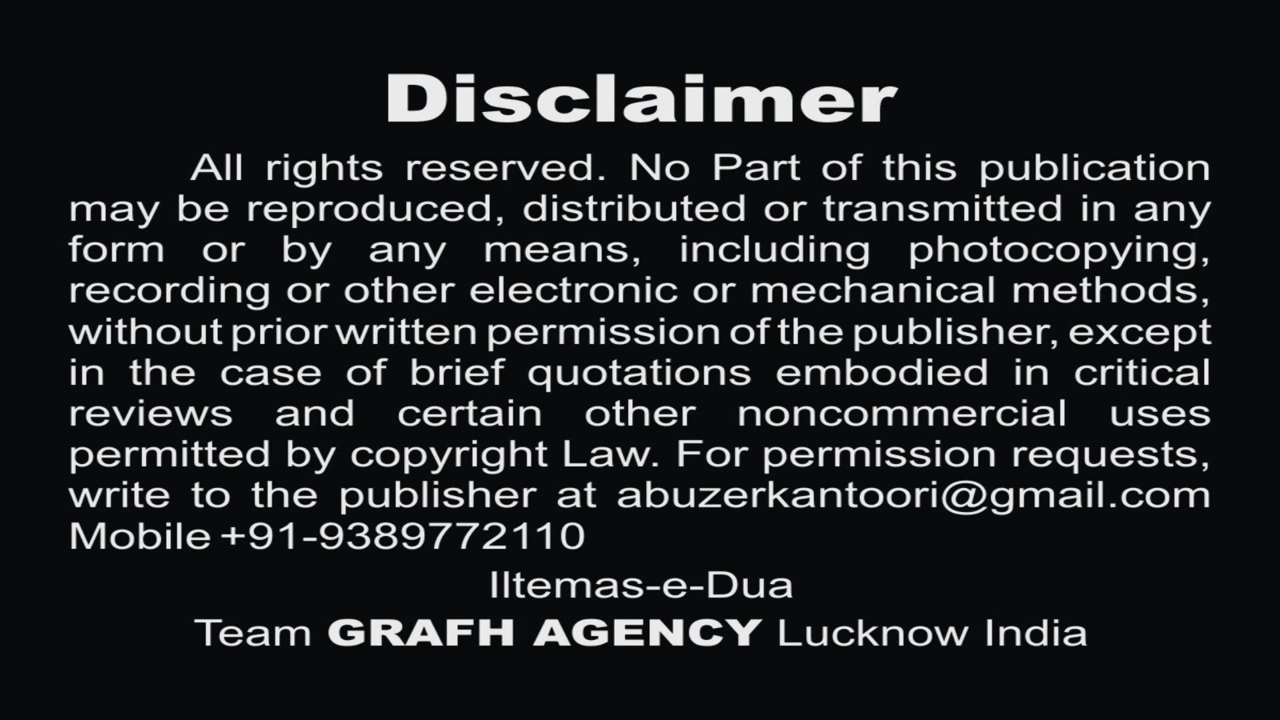 Disclaimer
All rights reserved. No Part of this publication
may be reproduced, distributed or transmitted in any
form or by any means, including photocopying,
recording or other electronic or mechanical methods,
without prior written permission of the publisher, except
in the case of brief quotations embodied in critical
reviews and certain other noncommercial uses
permitted by copyright Law. For permission requests,
write to the publisher at abuzerkantoori@gmail.com
Mobile +91-9389772110
Iltemas-e-Dua
Team GRAFH AGENCY Lucknow India